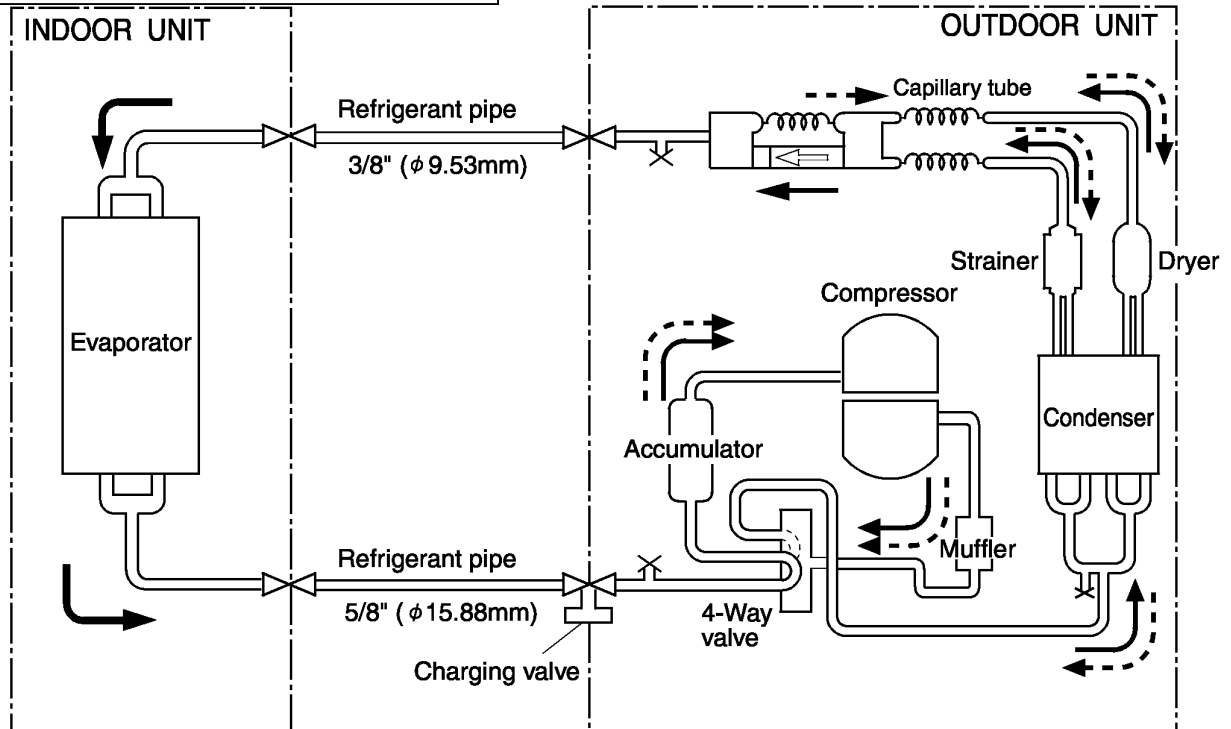 INDOOR UNIT
OUTDOOR UNIT
Capillary tube
Refrigerant pipe
3/8" (ϕ9.53mm)
Strainer
Dryer
Compressor
Evaporator
Condenser
Accumulator
Muffler
Refrigerant pipe
5/8" (ϕ15.88mm)
4-Way
valve
Charging valve